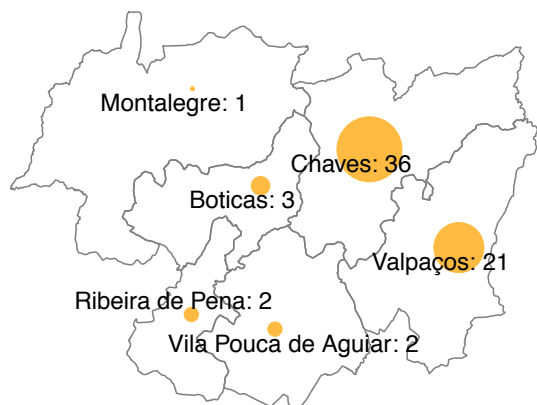 Montalegre: 1
Chaves: 36
Boticas: 3
Valpaços: 21
Ribeira de Pena: 2
Vila Pouca de Aguiar: 2